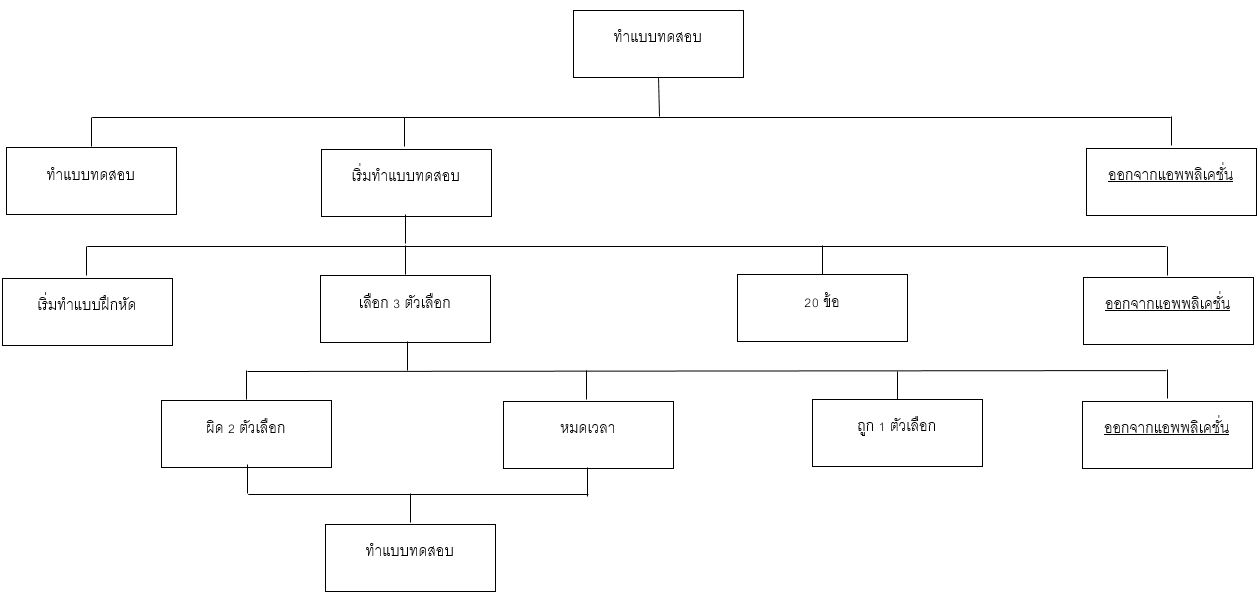 ทำแบบทดสอบ
ทำแบบทดสอบ
เริ่มทำแบบทดสอบ
ออกจากแอพพลิเคชั่น
เริ่มทำแบบฝึกหัด
เลือก 3 ตัวเลือก
20 ข้อ
ออกจากแอพพลิเคชั่น
ผิด 2 ตัวเลือก
หมดเวลา
ถูก 1 ตัวเลือก
ออกจากแอพพลิเคชั่น
ทำแบบทดสอบ